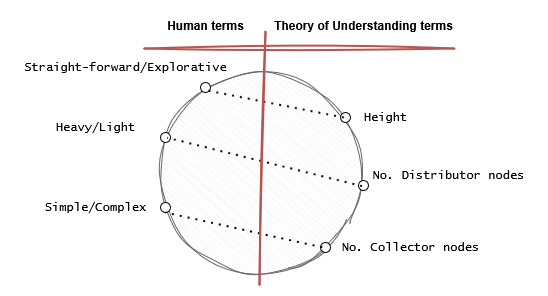 Human terms
Theory of Understanding terms
Straight-forward/Explorative
Height
Heavy/Light
No. Distributor nodes
Simple/Complex
No. Collector nodes